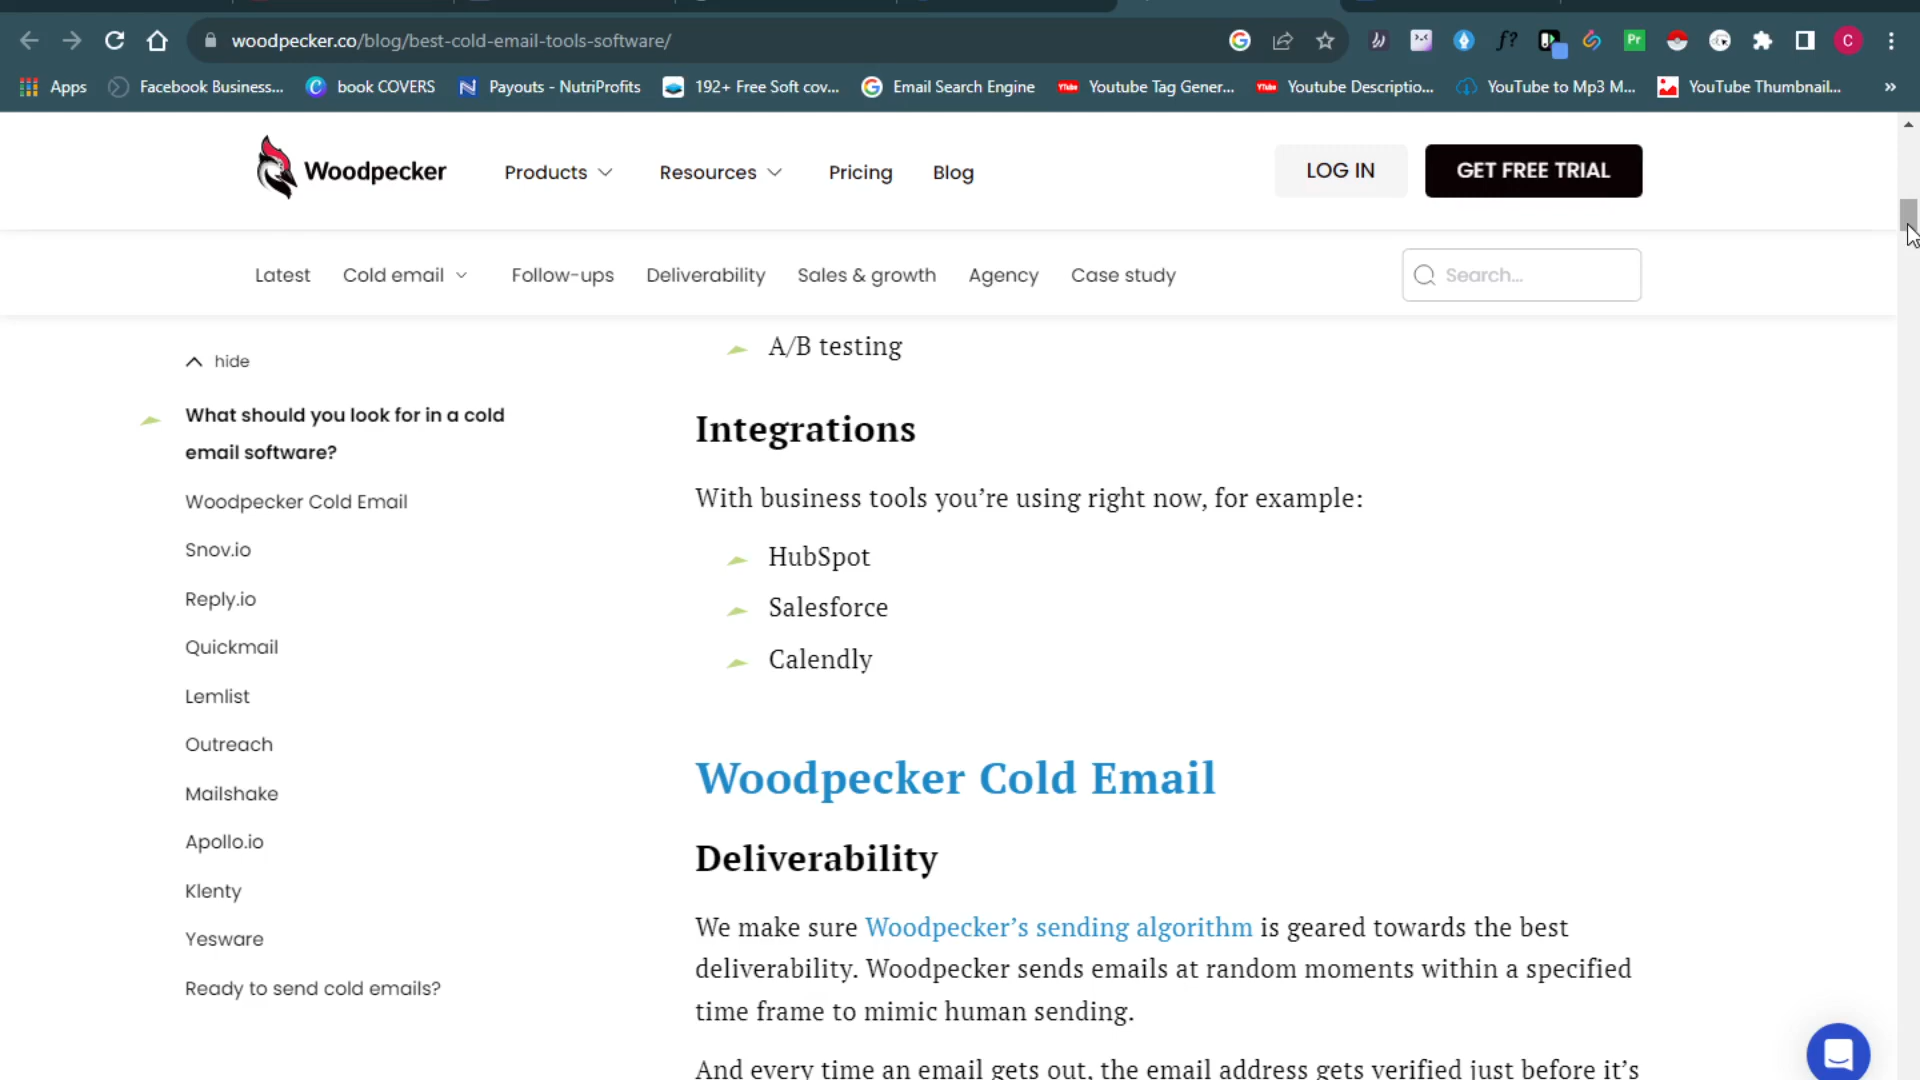 woodpecker.co/blog/best-cold-email-tools-software/
Apps
Facebook Business...
book COVERS
Payouts - NutriProfits
192+ Free Soft cov...
Email Search Engine
Youtube Tag Gener...
Youtube Descriptio...
YouTube to Mp3 M...
YouTube Thumbnail...
»
Woodpecker
Products
Resources
Pricing
Blog
LOG IN
GET FREE TRIAL
Latest
Cold email
Follow-ups
Deliverability
Sales & growth
Agency
Case study
Search...
hide
What should you look for in a cold
email software?
Woodpecker Cold Email
Snov.io
Reply.io
Quickmail
Lemlist
Outreach
Mailshake
Apollo.io
Klenty
Yesware
Ready to send cold emails?
A/B testing
Integrations
With business tools you’re using right now, for example:
HubSpot
Salesforce
Calendly
Woodpecker Cold Email
Deliverability
We make sure Woodpecker’s sending algorithm is geared towards the best
deliverability. Woodpecker sends emails at random moments within a specified
time frame to mimic human sending.
And every time an email gets out, the email address gets verified just before it’s